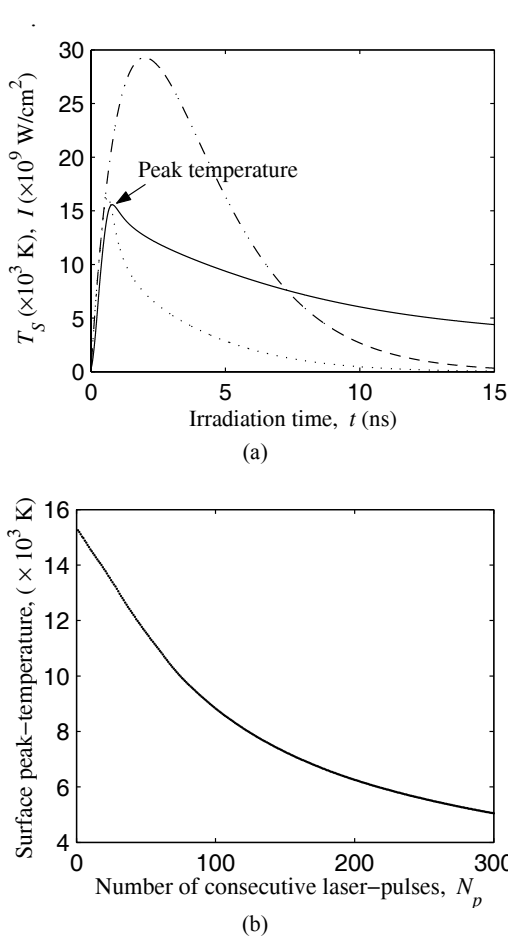 30
25
20
15
10
5
0
T_S (×10^3 K), I (×10^9 W/cm^2)
Peak temperature
0 5 10 15
Irradiation time, t (ns)
(a)
16
14
12
10
8
6
4
Surface peak–temperature, ( × 10^3 K)
0 100 200 300
Number of consecutive laser–pulses, N_p
(b)